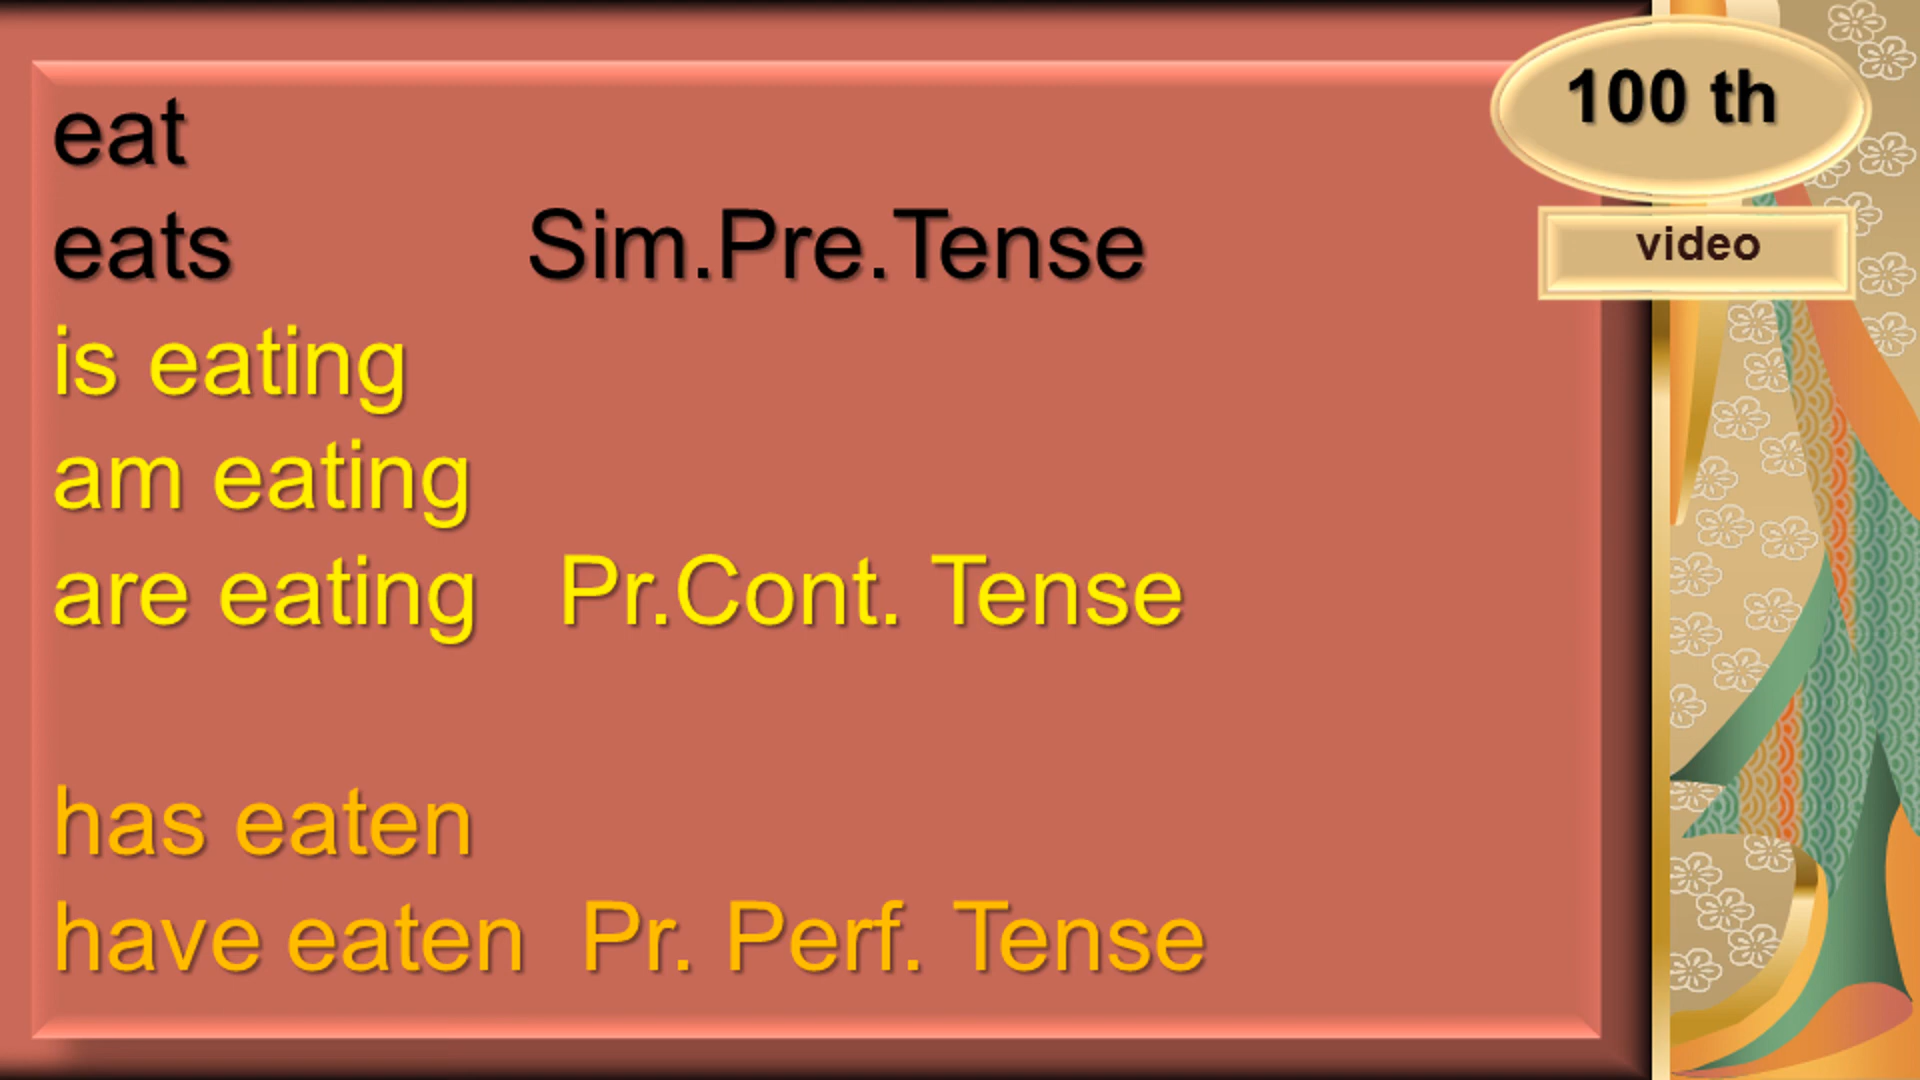 eat
eats Sim.Pre.Tense
is eating
am eating
are eating Pr.Cont. Tense
has eaten
have eaten Pr. Perf. Tense
100 th
video